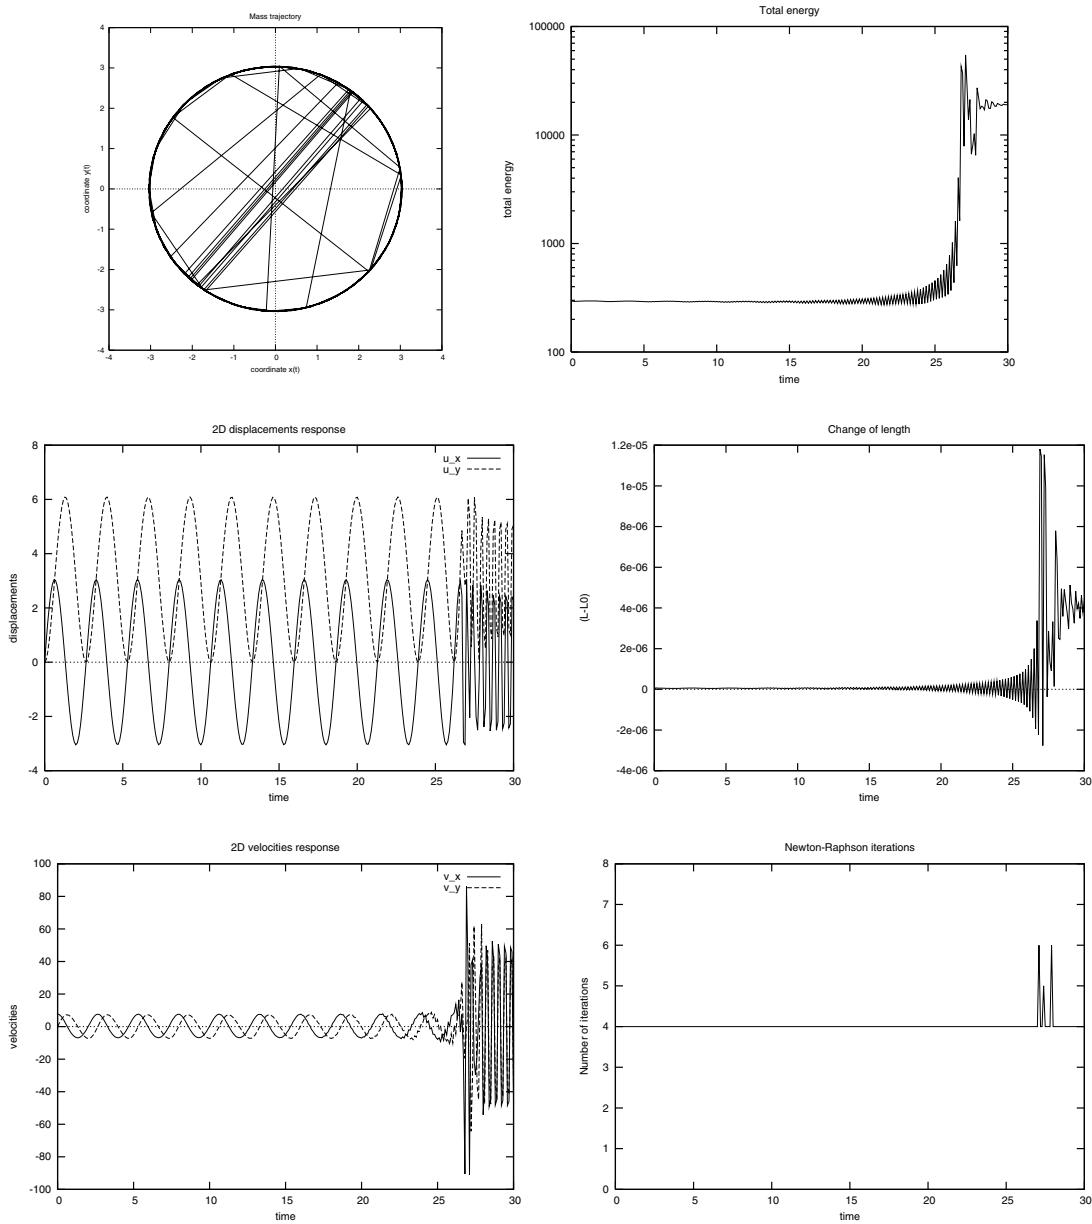 Mass trajectory
4
3
2
1
0
-1
-2
-3
-4
coordinate y(t)
-4 -3 -2 -1 0 1 2 3 4
coordinate x(t)
Total energy
100000
10000
1000
100
total energy
0 5 10 15 20 25 30
time
2D displacements response
8
6
4
2
0
-2
-4
displacements
u_x
u_y
0 5 10 15 20 25 30
time
Change of length
1.2e-05
1e-05
8e-06
6e-06
4e-06
2e-06
0
-2e-06
-4e-06
(L-L0)
0 5 10 15 20 25 30
time
2D velocities response
100
80
60
40
20
0
-20
-40
-60
-80
-100
velocities
v_x
v_y
0 5 10 15 20 25 30
time
Newton-Raphson iterations
8
7
6
5
4
3
2
1
0
Number of iterations
0 5 10 15 20 25 30
time